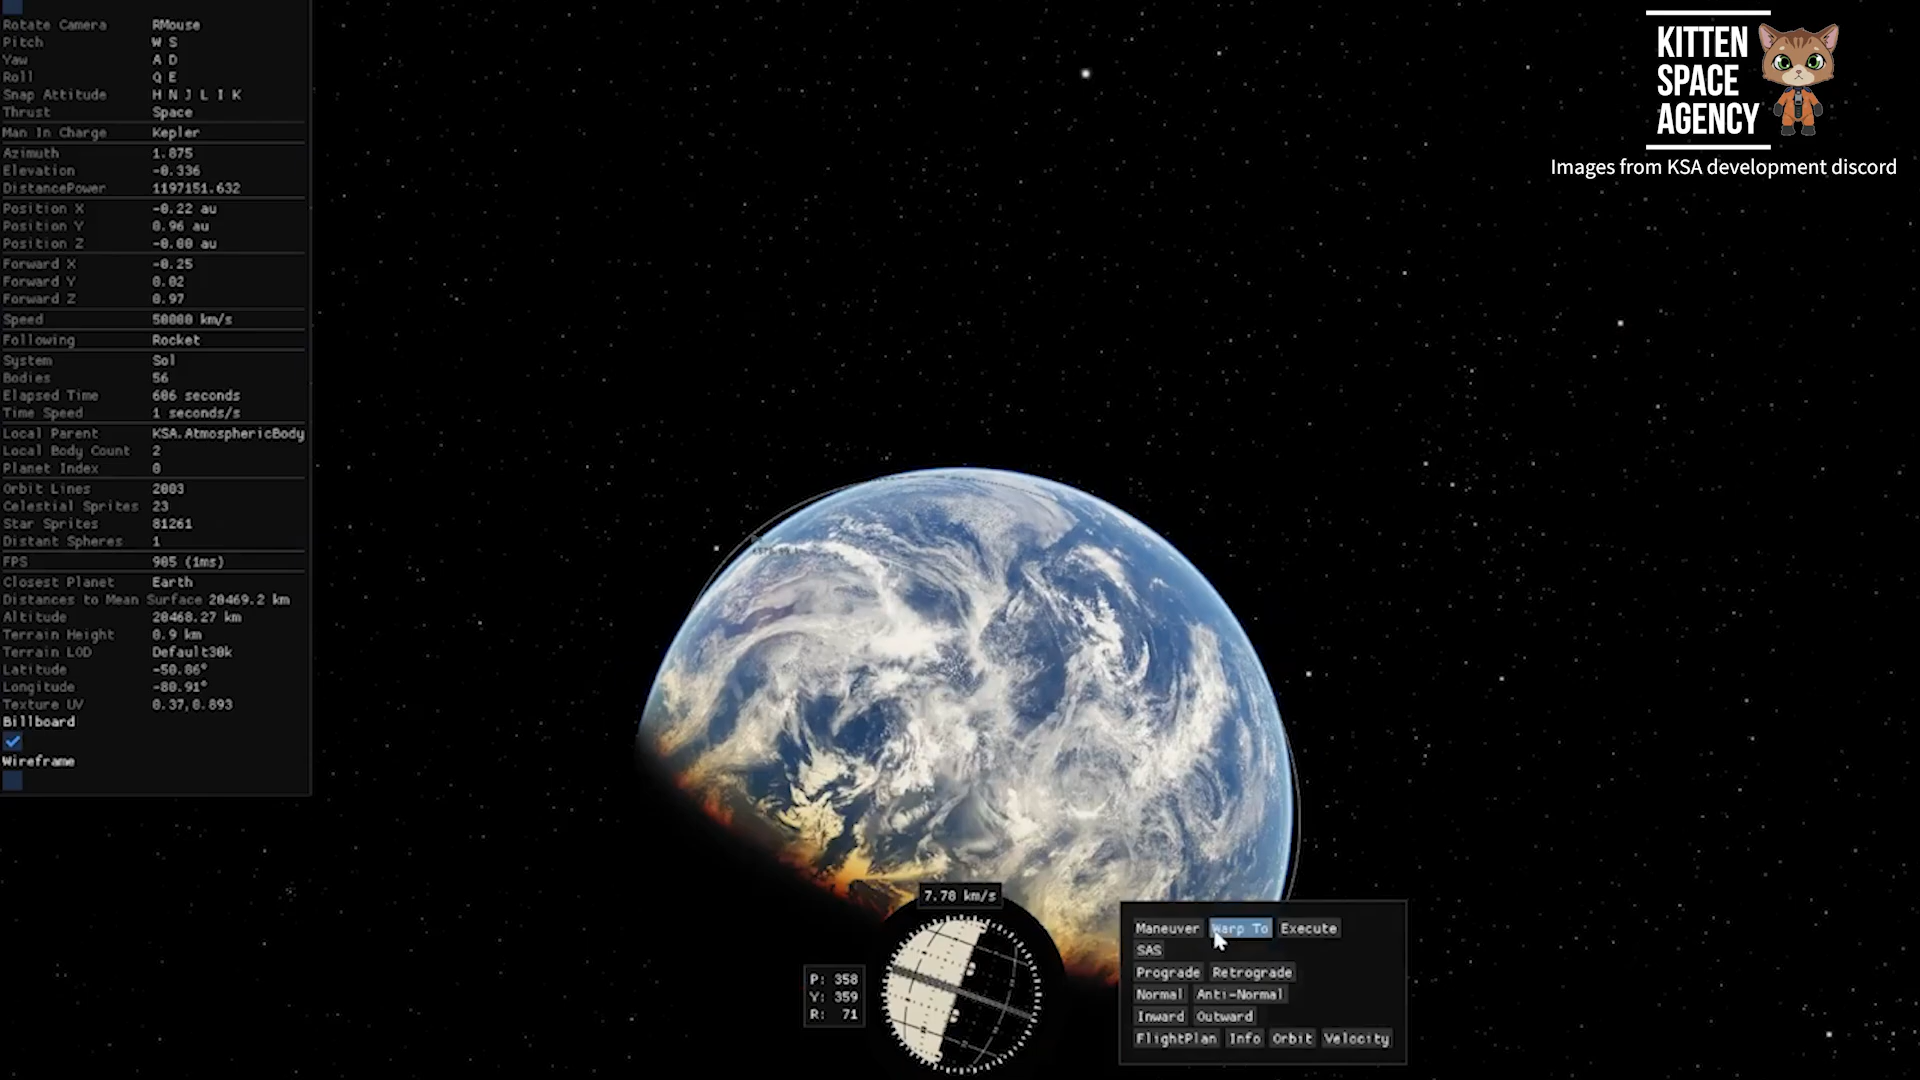 Rotate Camera RMouse
Pitch W S
Yaw A D
Roll Q E
Snap Attitude H N J L I K
Thrust Space
Man In Charge Kepler
Azimuth 1.875
Elevation -0.336
DistancePower 1197151.632
Position X -0.22 au
Position Y 0.96 au
Position Z -0.00 au
Forward X -0.25
Forward Y 0.02
Forward Z 0.97
Speed 50000 km/s
Following Rocket
System Sol
Bodies 56
Elapsed Time 606 seconds
Time Speed 1 seconds/s
Local Parent KSA.AtmosphericBody
Local Body Count 2
Planet Index 0
Orbit Lines 2003
Celestial Sprites 23
Star Sprites 81261
Distant Spheres 1
FPS 905 (1ms)
Closest Planet Earth
Distances to Mean Surface 20469.2 km
Altitude 20468.27 km
Terrain Height 0.9 km
Terrain LOD Default30k
Latitude -50.86°
Longitude -80.91°
Texture UV 0.37,0.893
Billboard
Wireframe
KITTEN
SPACE
AGENCY
Images from KSA development discord
7.78 km/s
P: 358
Y: 359
R: 71
Maneuver Warp To Execute
SAS
Prograde Retrograde
Normal Anti-Normal
Inward Outward
FlightPlan Info Orbit Velocity